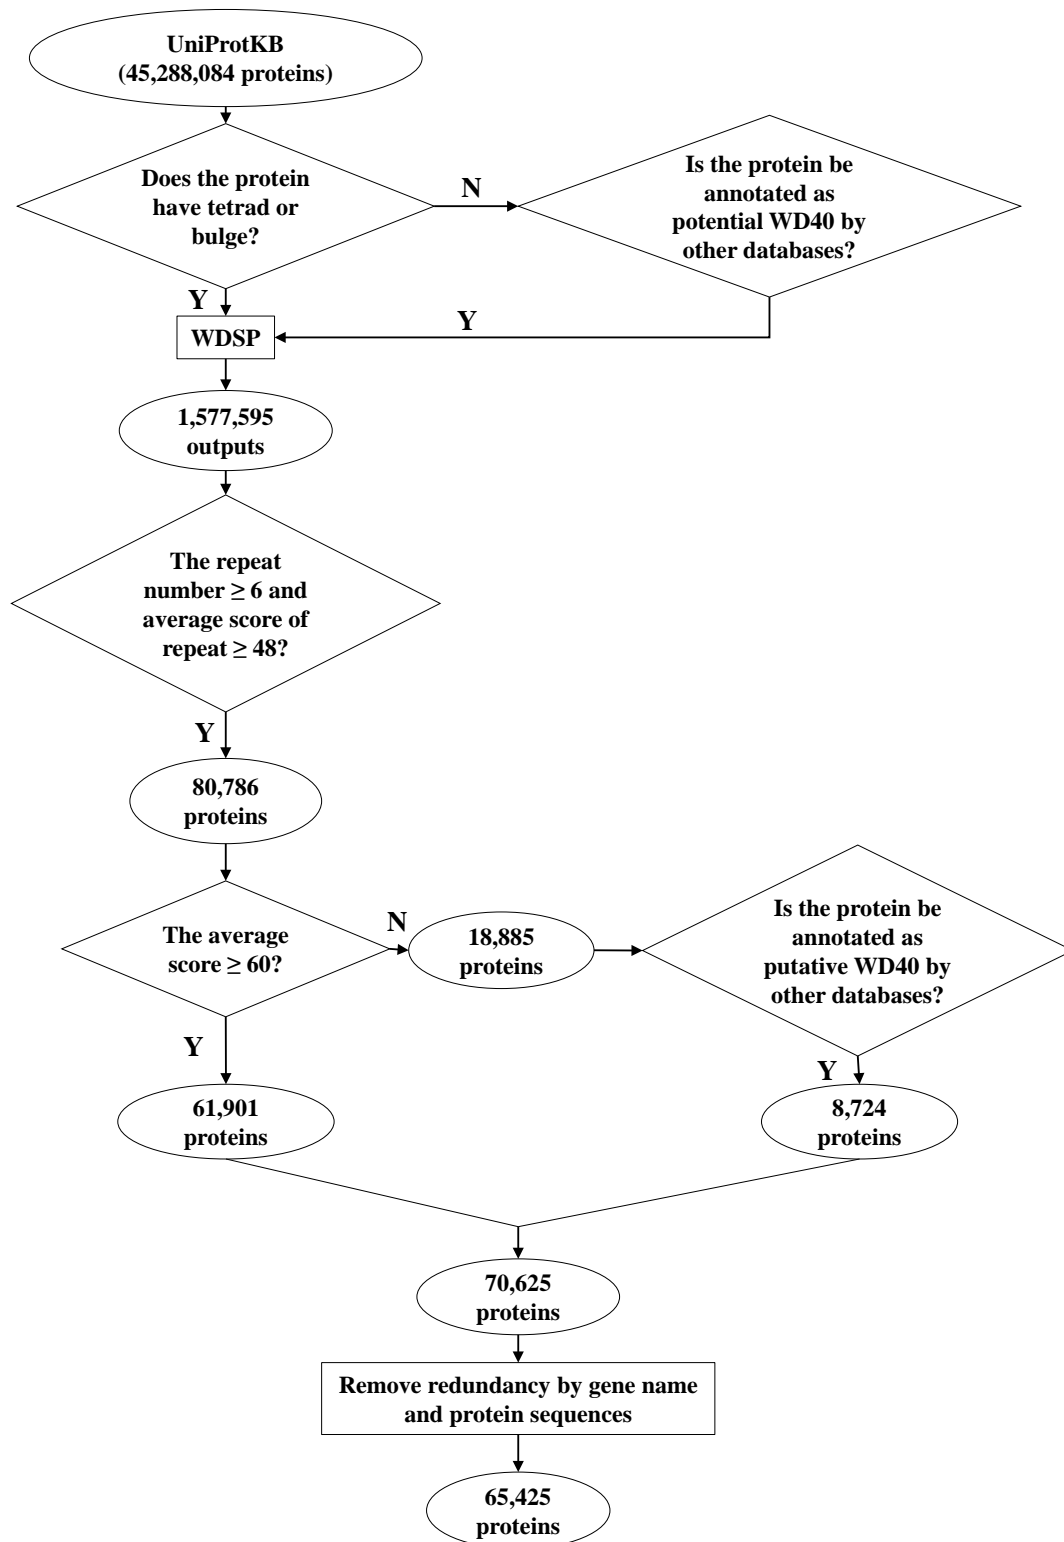 UniProtKB
(45,288,084 proteins)
Does the protein
have tetrad or
bulge?
N
Is the protein be
annotated as
potential WD40 by
other databases?
Y
Y
WDSP
1,577,595
outputs
The repeat
number ≥ 6 and
average score of
repeat ≥ 48?
Y
80,786
proteins
The average
score ≥ 60?
N
18,885
proteins
Is the protein be
annotated as
putative WD40 by
other databases?
Y
Y
61,901
proteins
8,724
proteins
70,625
proteins
Remove redundancy by gene name
and protein sequences
65,425
proteins